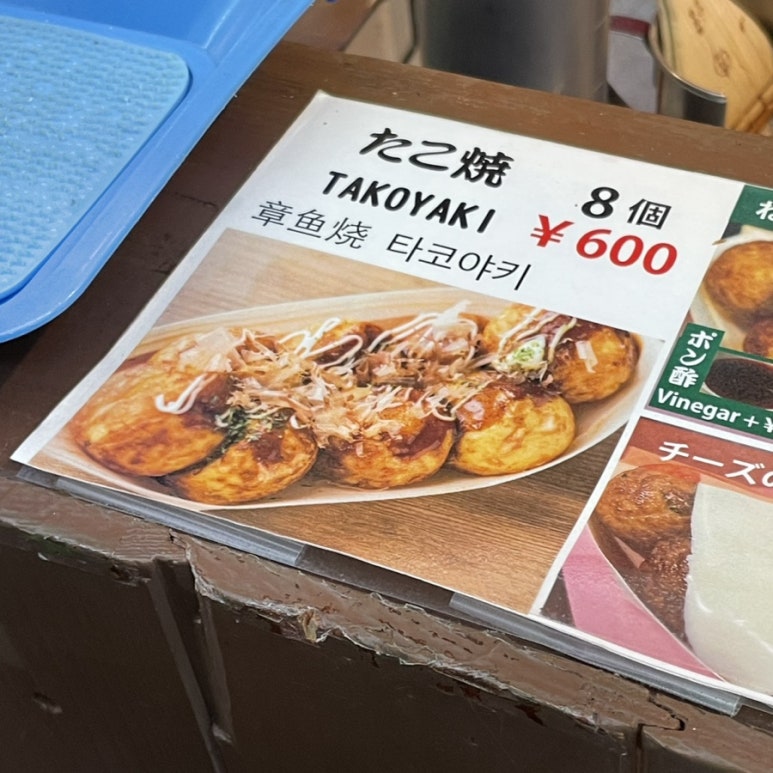 たこ焼
TAKOYAKI
章鱼烧 타코야키
8個
¥600
ポン酢
Vinegar+
チーズの